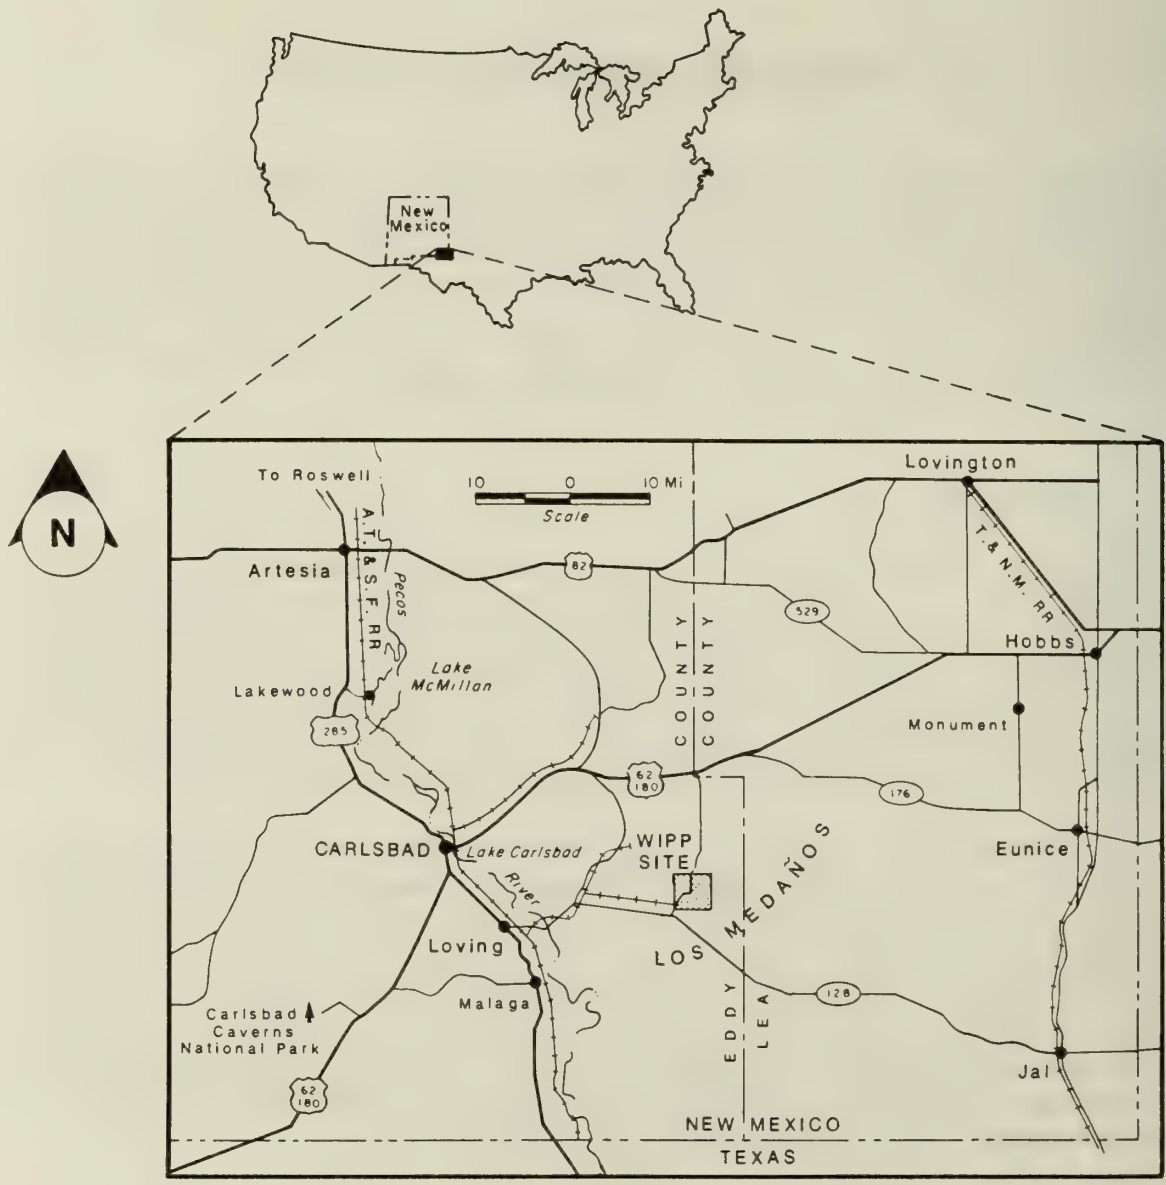 New
Mexico
N
To Roswell
10 0 10 Mi
Scale
Lovington
A.T. & S.F. RR
Pecos
Artesia
82
T. & N.M. RR
529
COUNTY
COUNTY
Hobbs
Lake
McMillan
Lakewood
285
Monument
62
180
176
CARLSBAD
Lake Carlsbad
WIPP
SITE
Eunice
River
LOS MEDAÑOS
Loving
Malaga
128
EDDY
LEA
Carlsbad
Caverns
National Park
Jal
62
180
NEW MEXICO
TEXAS